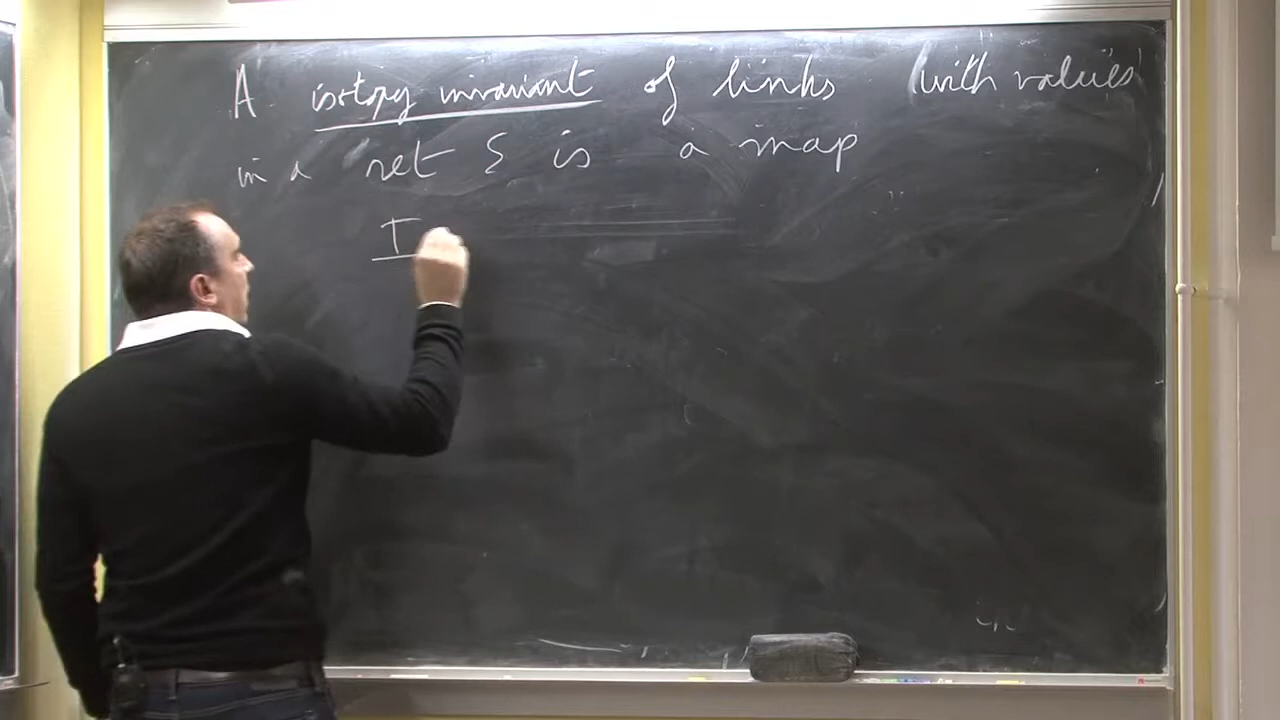 A isotopy invariant of links (with values
in a set S is a map
I